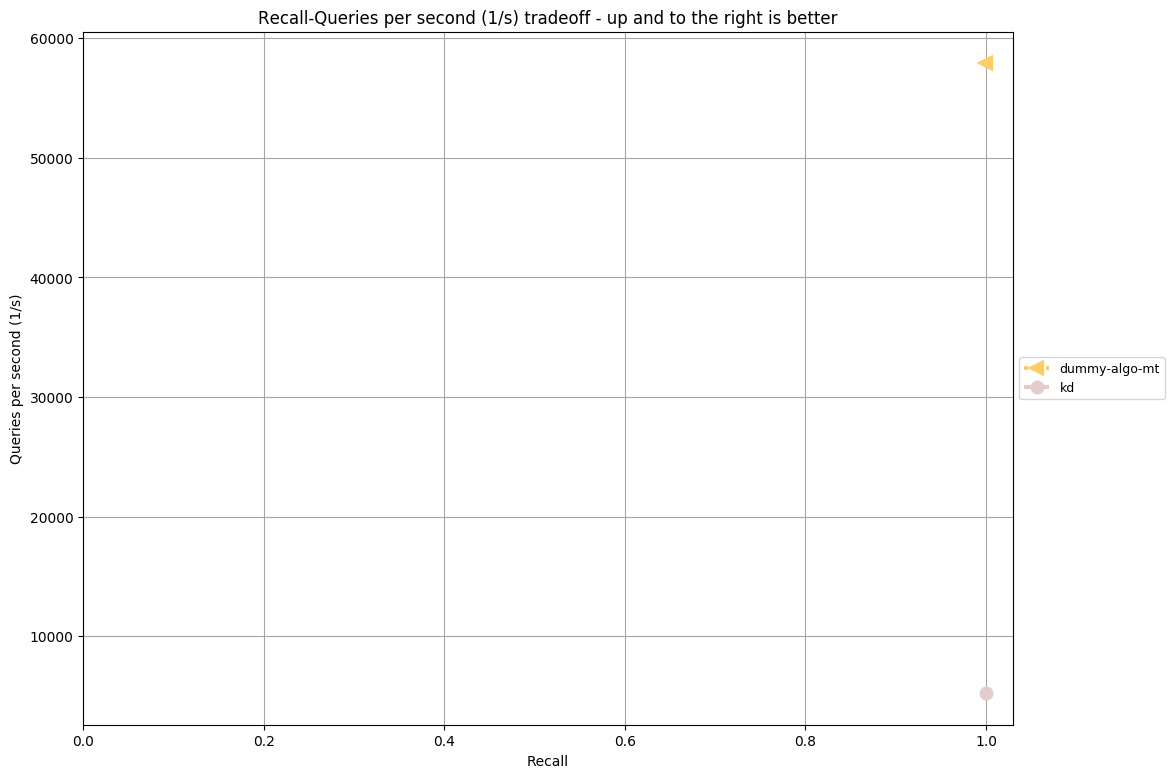 Recall-Queries per second (1/s) tradeoff - up and to the right is better
60000
50000
40000
30000
20000
10000
Queries per second (1/s)
0.0
0.2
0.4
0.6
0.8
1.0
Recall
dummy-algo-mt
kd